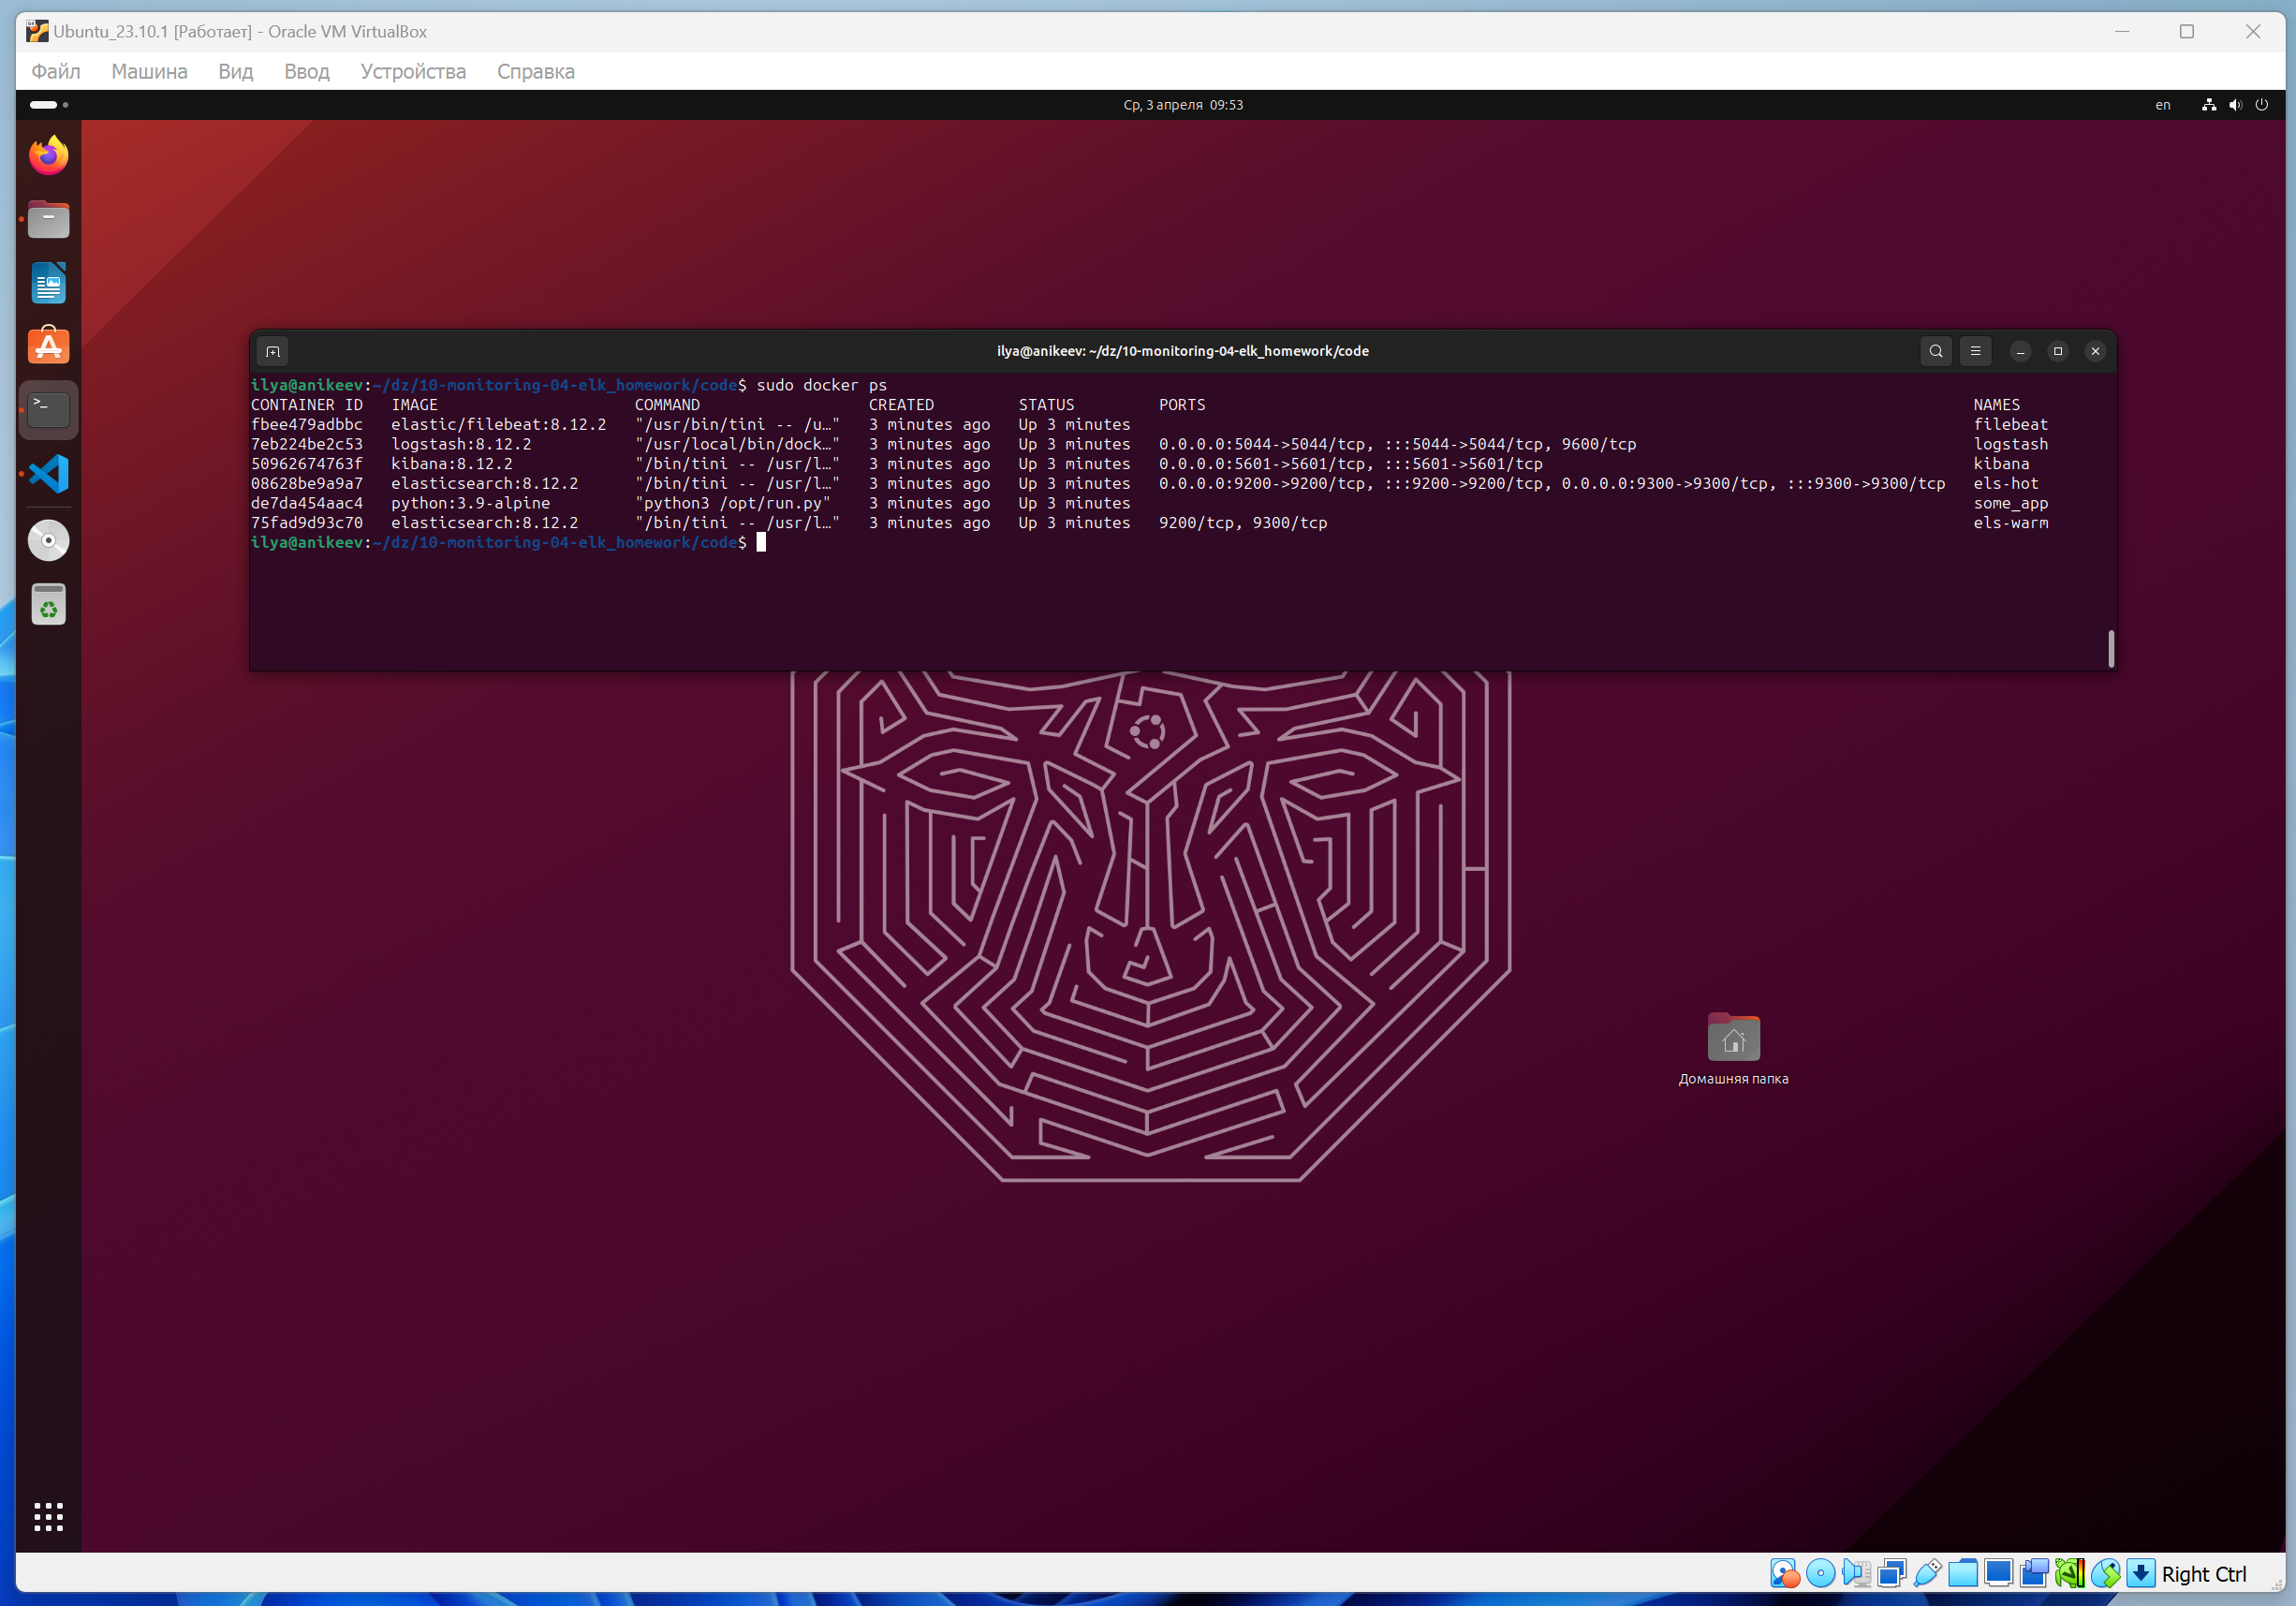 Ubuntu_23.10.1 [Работает] - Oracle VM VirtualBox
Файл Машина Вид Ввод Устройства Справка
Ср, 3 апреля 09:53
en
ilya@anikeev: ~/dz/10-monitoring-04-elk_homework/code
ilya@anikeev:~/dz/10-monitoring-04-elk_homework/code$ sudo docker ps
CONTAINER ID IMAGE COMMAND CREATED STATUS PORTS NAMES
fbee479adbbc elastic/filebeat:8.12.2 "/usr/bin/tini -- /u…" 3 minutes ago Up 3 minutes filebeat
7eb224be2c53 logstash:8.12.2 "/usr/local/bin/dock…" 3 minutes ago Up 3 minutes 0.0.0.0:5044->5044/tcp, :::5044->5044/tcp, 9600/tcp logstash
50962674763f kibana:8.12.2 "/bin/tini -- /usr/l…" 3 minutes ago Up 3 minutes 0.0.0.0:5601->5601/tcp, :::5601->5601/tcp kibana
08628be9a9a7 elasticsearch:8.12.2 "/bin/tini -- /usr/l…" 3 minutes ago Up 3 minutes 0.0.0.0:9200->9200/tcp, :::9200->9200/tcp, 0.0.0.0:9300->9300/tcp, :::9300->9300/tcp els-hot
de7da454aac4 python:3.9-alpine "python3 /opt/run.py" 3 minutes ago Up 3 minutes some_app
75fad9d93c70 elasticsearch:8.12.2 "/bin/tini -- /usr/l…" 3 minutes ago Up 3 minutes 9200/tcp, 9300/tcp els-warm
ilya@anikeev:~/dz/10-monitoring-04-elk_homework/code$
Домашняя папка
Right Ctrl